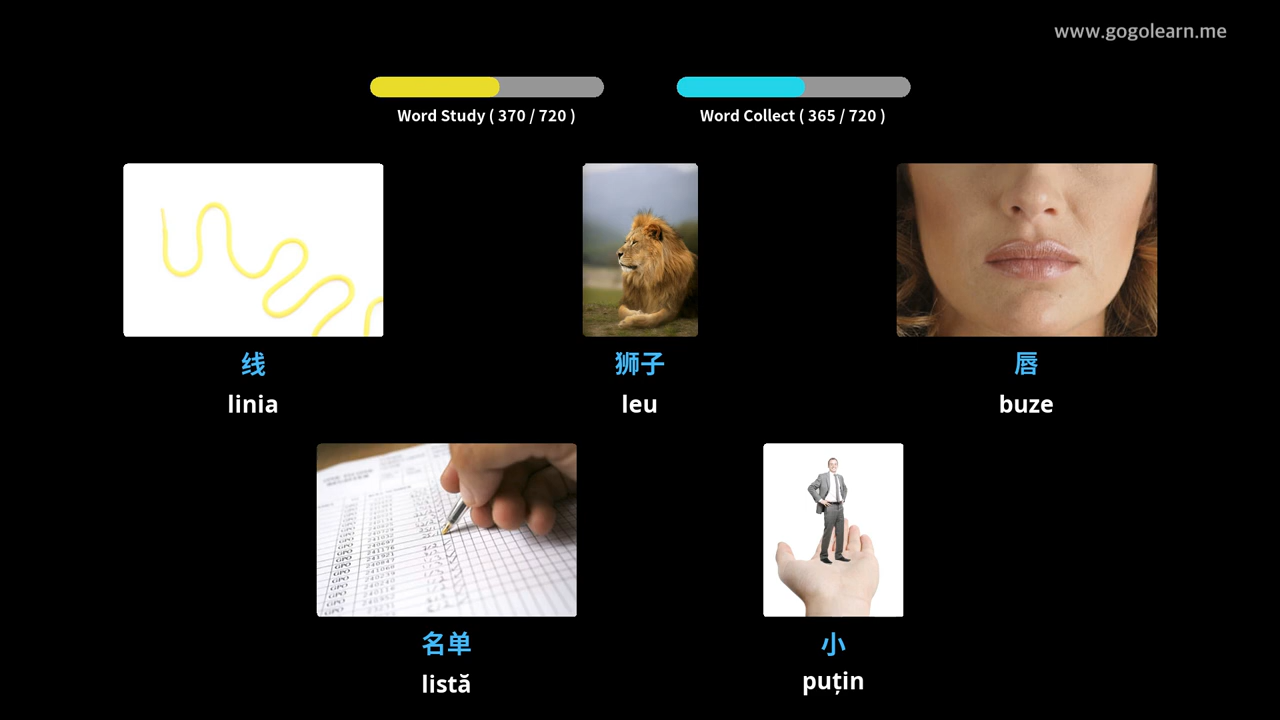 www.gogolearn.me
Word Study ( 370 / 720 )
Word Collect ( 365 / 720 )
线
狮子
唇
linia
leu
buze
名单
小
listă
puțin